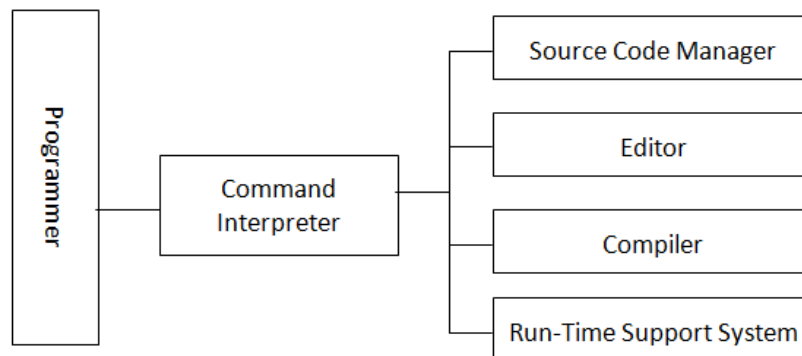 Programmer
Command
Interpreter
Source Code Manager
Editor
Compiler
Run-Time Support System